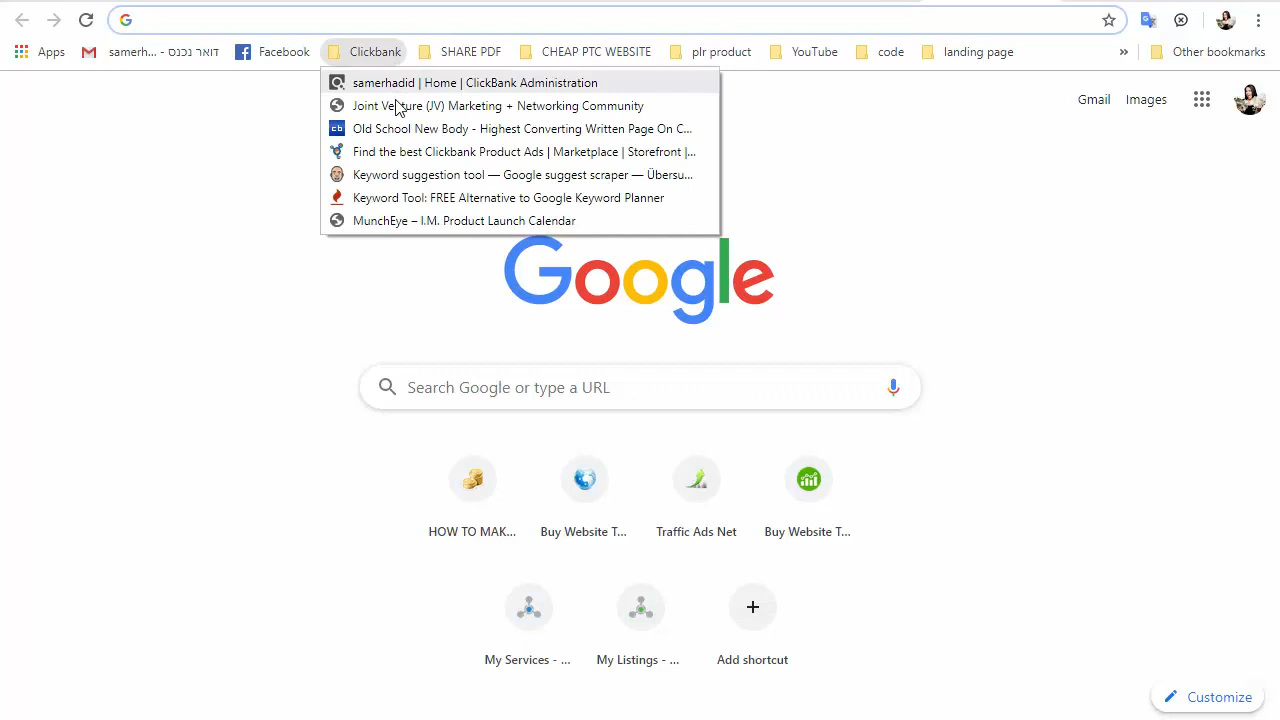 Apps
samerh... - דואר נכנס
Facebook
Clickbank
SHARE PDF
CHEAP PTC WEBSITE
plr product
YouTube
code
landing page
»
Other bookmarks
samerhadid | Home | ClickBank Administration
Joint Venture (JV) Marketing + Networking Community
cb
Old School New Body - Highest Converting Written Page On C...
Find the best Clickbank Product Ads | Marketplace | Storefront |...
Keyword suggestion tool — Google suggest scraper — Übersu...
Keyword Tool: FREE Alternative to Google Keyword Planner
MunchEye – I.M. Product Launch Calendar
Gmail
Images
Google
Search Google or type a URL
HOW TO MAK...
Buy Website T...
Traffic Ads Net
Buy Website T...
My Services - ...
My Listings - ...
Add shortcut
Customize